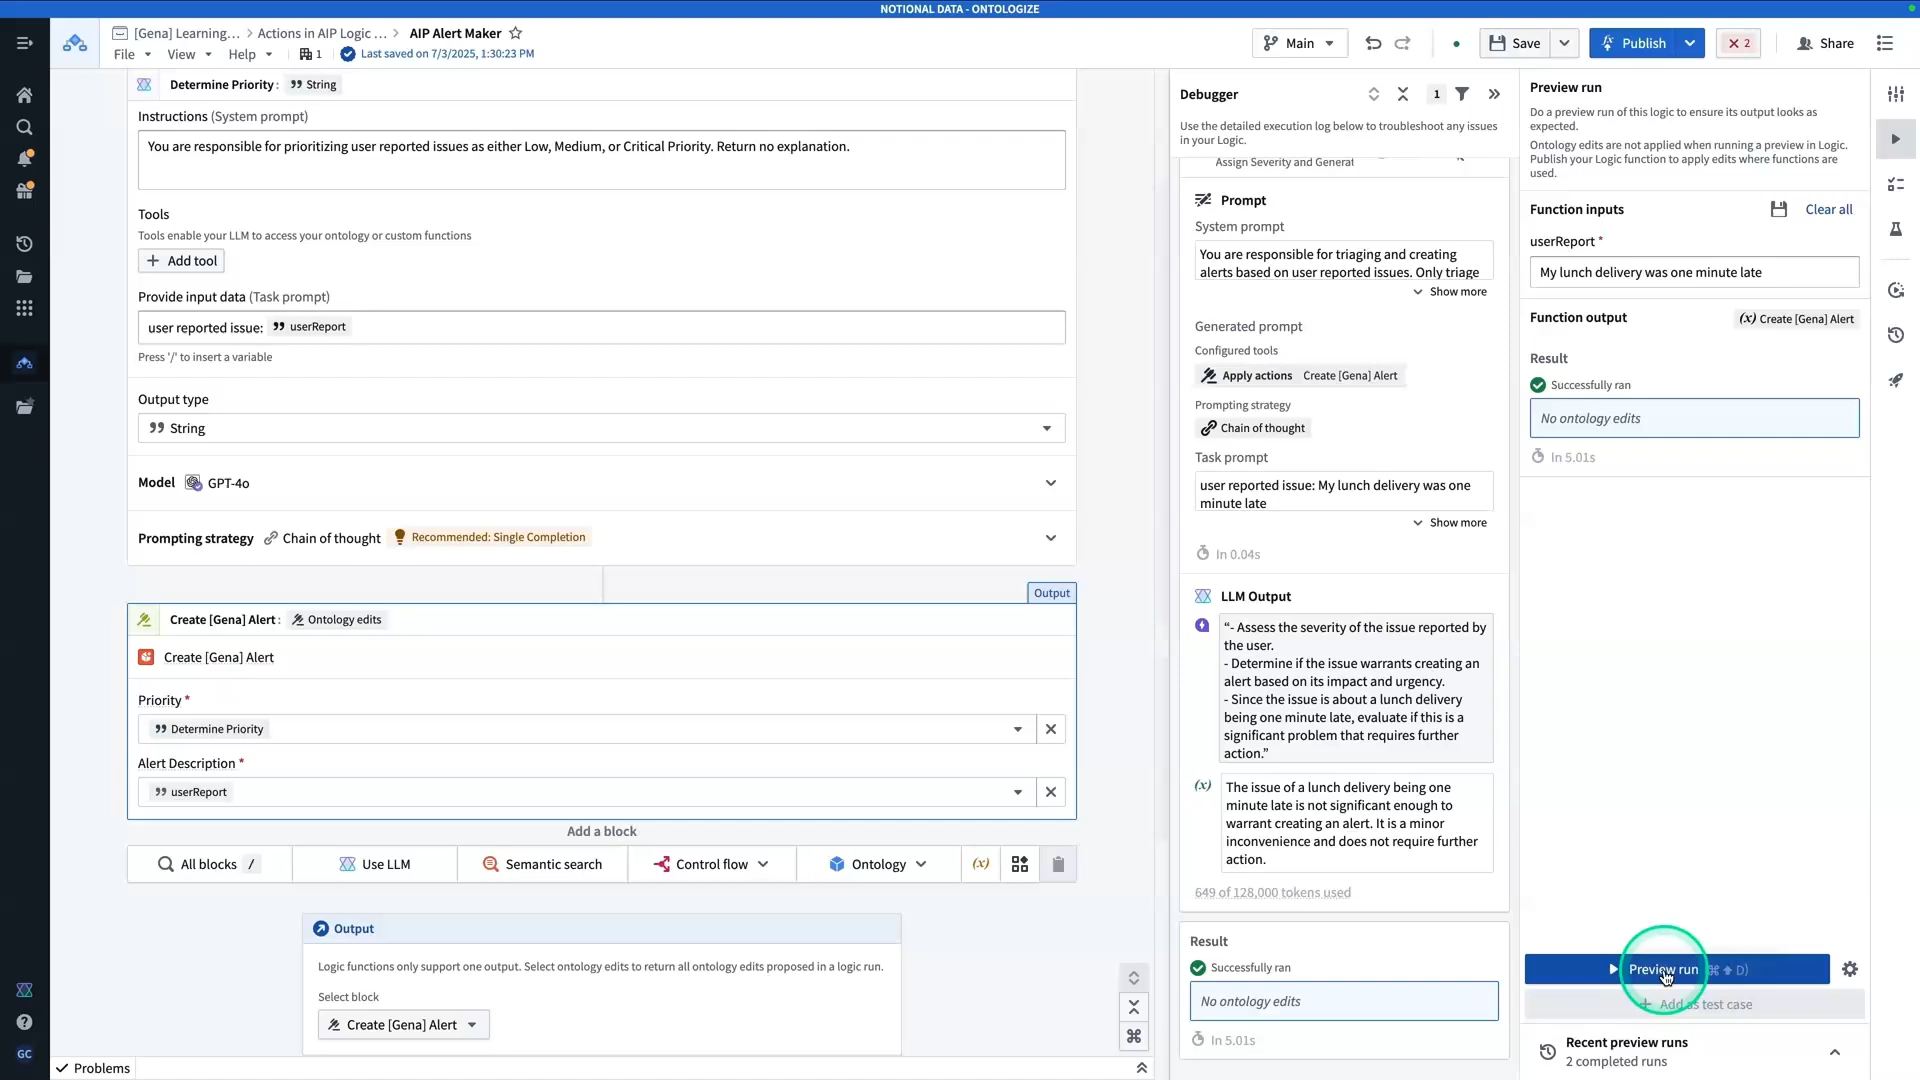 NOTIONAL DATA - ONTOLOGIZE
[Gena] Learning... > Actions in AIP Logic ... > AIP Alert Maker
File View Help 1 Last saved on 7/3/2025, 1:30:23 PM
Main
Save
Publish
2
Share
Determine Priority: String
Instructions (System prompt)
You are responsible for prioritizing user reported issues as either Low, Medium, or Critical Priority. Return no explanation.
Tools
Tools enable your LLM to access your ontology or custom functions
Add tool
Provide input data (Task prompt)
user reported issue: userReport
Press '/' to insert a variable
Output type
String
Model GPT-4o
Prompting strategy Chain of thought Recommended: Single Completion
Output
Create [Gena] Alert: Ontology edits
Create [Gena] Alert
Priority *
Determine Priority
Alert Description *
userReport
Add a block
All blocks / Use LLM Semantic search Control flow Ontology (x)
Output
Logic functions only support one output. Select ontology edits to return all ontology edits proposed in a logic run.
Select block
Create [Gena] Alert
Problems
GC
Debugger
1
Use the detailed execution log below to troubleshoot any issues
in your Logic.
Assign Severity and Generat
Prompt
System prompt
You are responsible for triaging and creating
alerts based on user reported issues. Only triage
Show more
Generated prompt
Configured tools
Apply actions Create [Gena] Alert
Prompting strategy
Chain of thought
Task prompt
user reported issue: My lunch delivery was one
minute late
Show more
In 0.04s
LLM Output
“- Assess the severity of the issue reported by
the user.
- Determine if the issue warrants creating an
alert based on its impact and urgency.
- Since the issue is about a lunch delivery
being one minute late, evaluate if this is a
significant problem that requires further
action.”
(x) The issue of a lunch delivery being one
minute late is not significant enough to
warrant creating an alert. It is a minor
inconvenience and does not require further
action.
649 of 128,000 tokens used
Result
Successfully ran
No ontology edits
In 5.01s
Preview run
Do a preview run of this logic to ensure its output looks as
expected.
Ontology edits are not applied when running a preview in Logic.
Publish your Logic function to apply edits where functions are
used.
Function inputs Clear all
userReport *
My lunch delivery was one minute late
Function output (x) Create [Gena] Alert
Result
Successfully ran
No ontology edits
In 5.01s
Preview run ⌘ ⬆ D)
+ Add as test case
Recent preview runs
2 completed runs